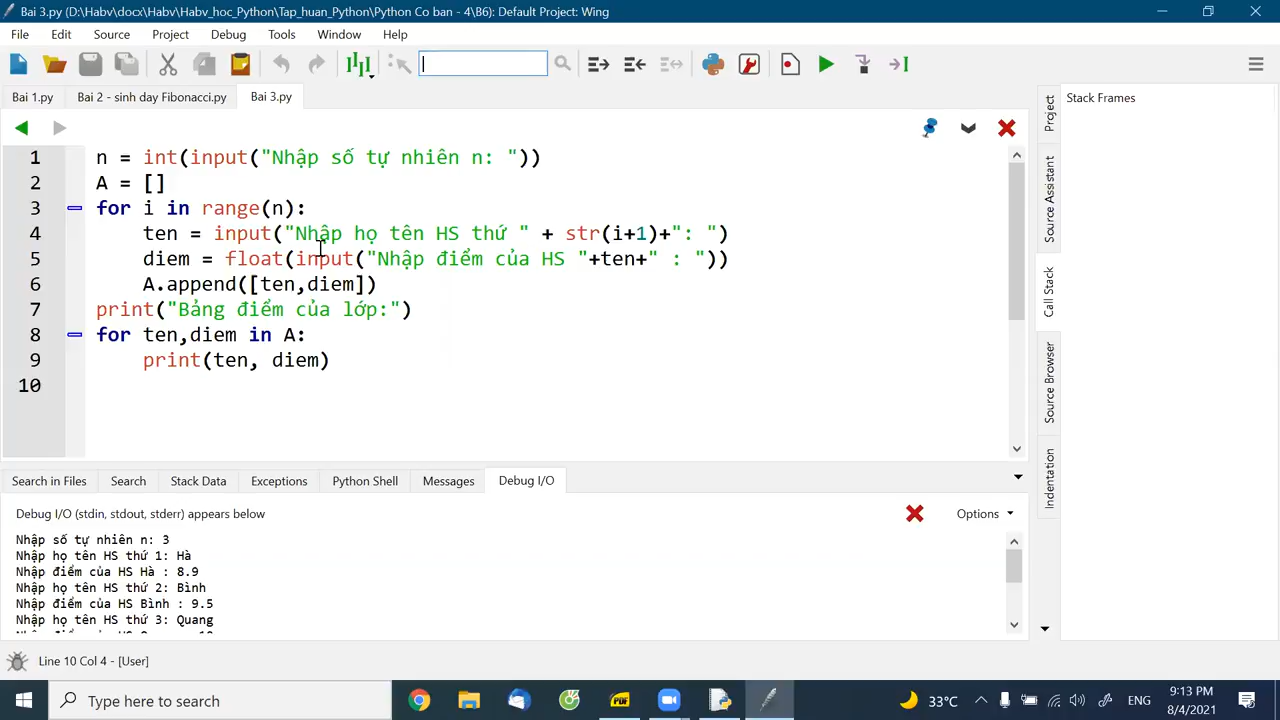 Bai 3.py (D:\Habv\docx\Habv\Habv_hoc_Python\Tap_huan_Python\Python Co ban - 4\B6): Default Project: Wing
File Edit Source Project Debug Tools Window Help
Bai 1.py Bai 2 - sinh day Fibonacci.py Bai 3.py
Stack Frames
1 n = int(input("Nhập số tự nhiên n: "))
2 A = []
3 for i in range(n):
4 ten = input("Nhập họ tên HS thứ " + str(i+1)+": ")
5 diem = float(input("Nhập điểm của HS "+ten+" : "))
6 A.append([ten,diem])
7 print("Bảng điểm của lớp:")
8 for ten,diem in A:
9 print(ten, diem)
10
Project
Source Assistant
Call Stack
Source Browser
Indentation
Search in Files Search Stack Data Exceptions Python Shell Messages Debug I/O
Debug I/O (stdin, stdout, stderr) appears below
Options
Nhập số tự nhiên n: 3
Nhập họ tên HS thứ 1: Hà
Nhập điểm của HS Hà : 8.9
Nhập họ tên HS thứ 2: Bình
Nhập điểm của HS Bình : 9.5
Nhập họ tên HS thứ 3: Quang
Line 10 Col 4 - [User]
Type here to search
PDF
33°C
ENG
9:13 PM
8/4/2021